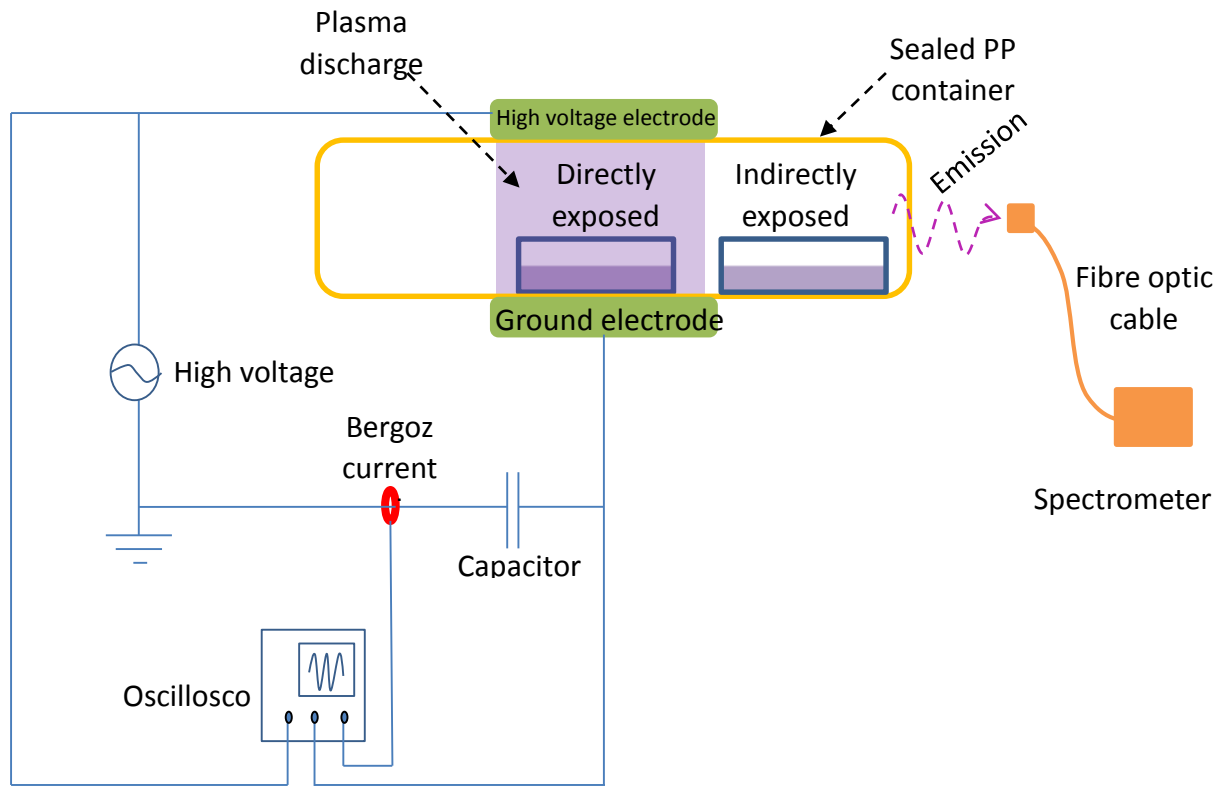 Plasma
discharge
Sealed PP
container
High voltage electrode
Directly
exposed
Indirectly
exposed
Emission
Ground electrode
Fibre optic
cable
High voltage
Bergoz
current
Spectrometer
Capacitor
Oscillosco